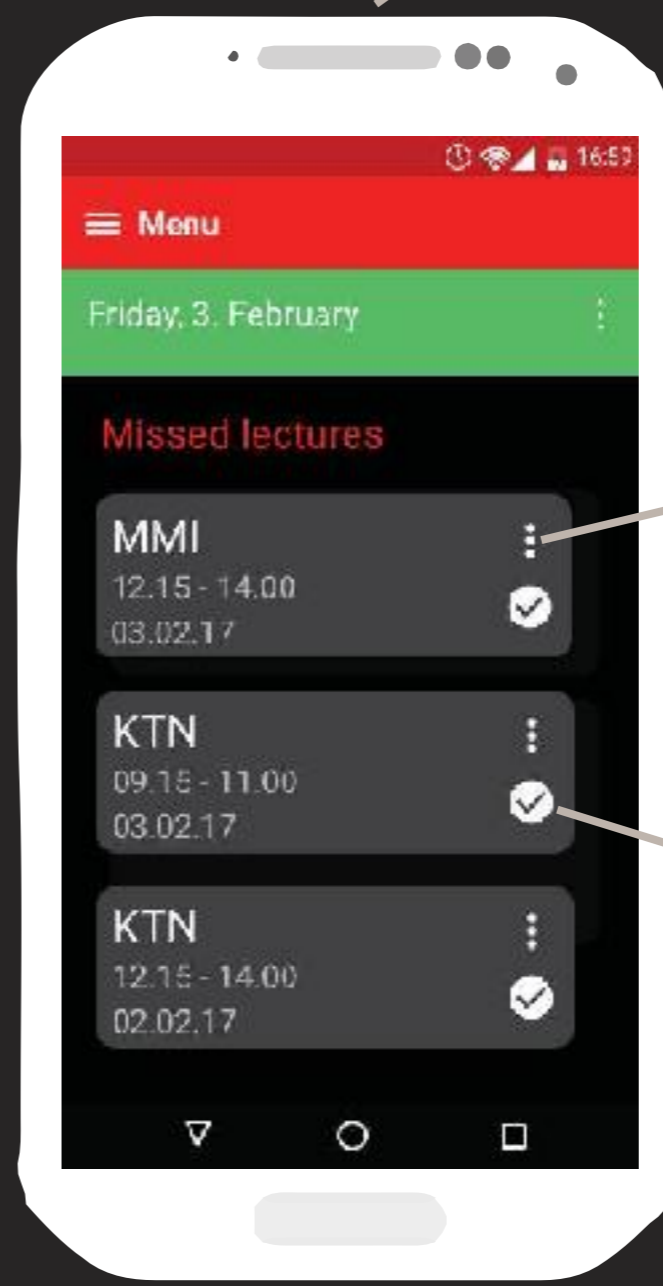 16:59
Menu
Friday, 3. February
Missed lectures
MMI
12.15 - 14.00
03.02.17
KTN
09.15 - 11.00
03.02.17
KTN
12.15 - 14.00
02.02.17